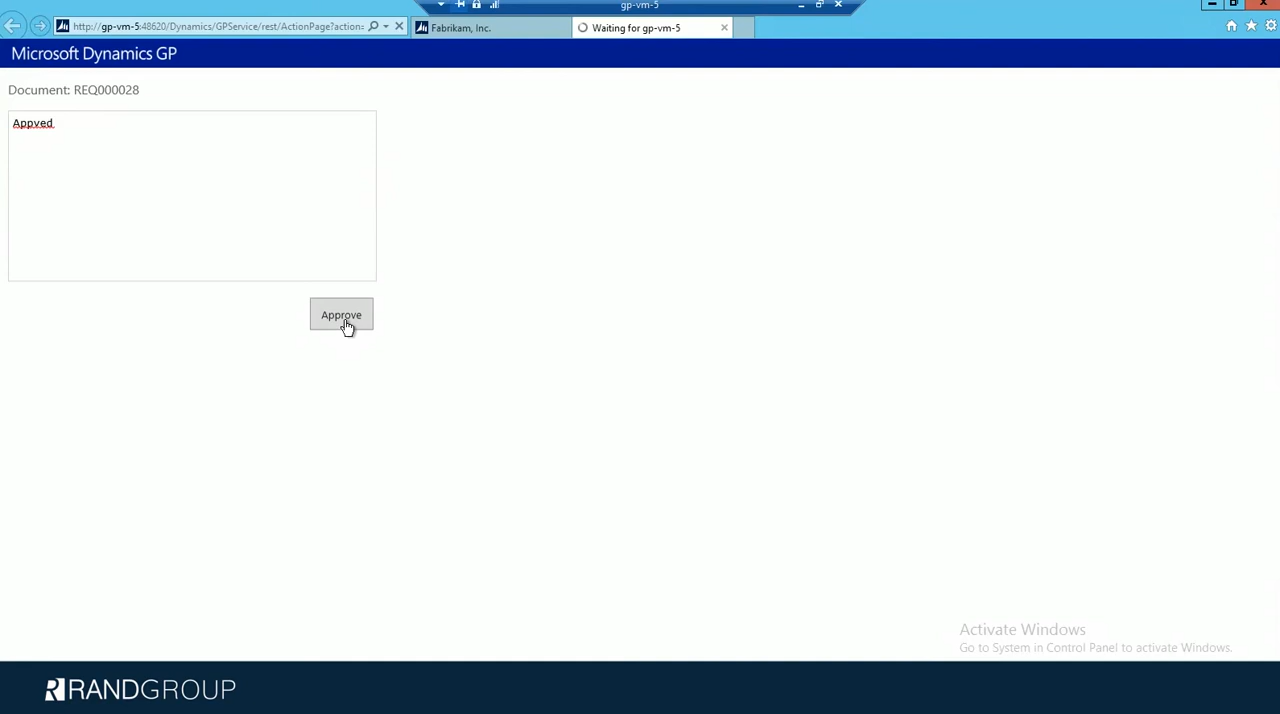 gp-vm-5
http://gp-vm-5:48620/Dynamics/GPService/rest/ActionPage?action=
Fabrikam, Inc.
Waiting for gp-vm-5
Microsoft Dynamics GP
Document: REQ000028
Appved
Approve
Activate Windows
Go to System in Control Panel to activate Windows.
RANDGROUP